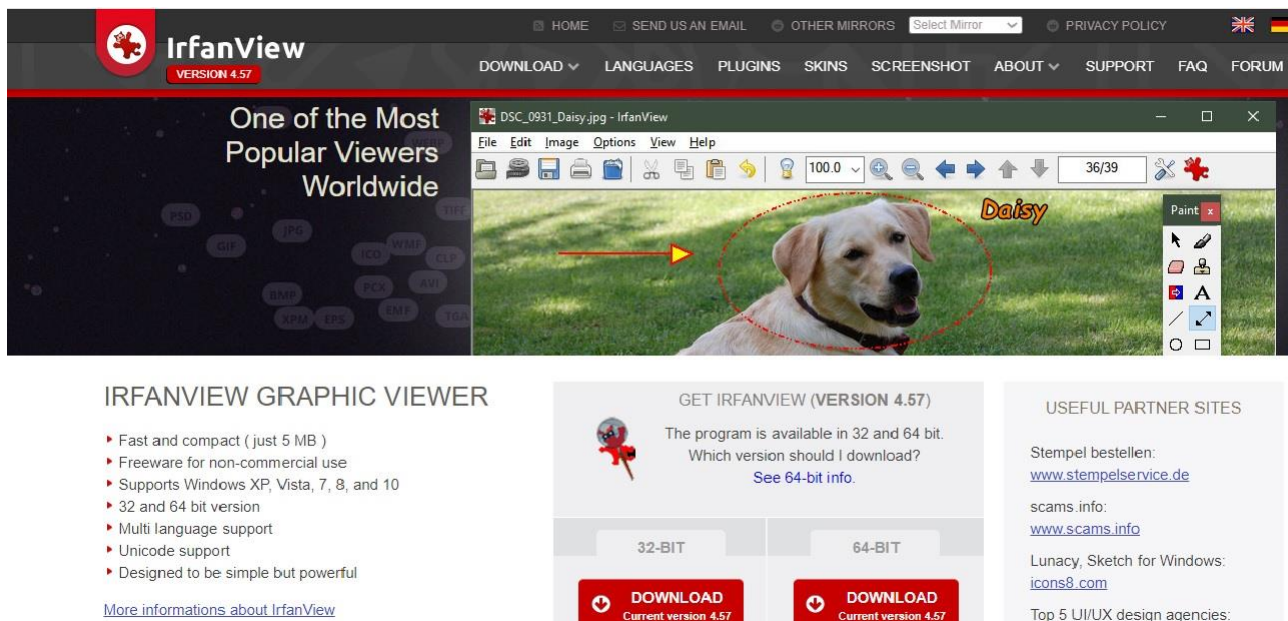 HOME SEND US AN EMAIL OTHER MIRRORS Select Mirror PRIVACY POLICY
IrfanView
VERSION 4.57
DOWNLOAD LANGUAGES PLUGINS SKINS SCREENSHOT ABOUT SUPPORT FAQ FORUM
One of the Most
Popular Viewers
Worldwide
WEBP
PSD
TIFF
JPG
GIF
ICO
WMF
CLP
BMP
PCX
AVI
XPM
EPS
EMF
TGA
DSC_0931_Daisy.jpg - IrfanView
File Edit Image Options View Help
100.0
36/39
Daisy
Paint x
A
IRFANVIEW GRAPHIC VIEWER
Fast and compact ( just 5 MB )
Freeware for non-commercial use
Supports Windows XP, Vista, 7, 8, and 10
32 and 64 bit version
Multi language support
Unicode support
Designed to be simple but powerful
More informations about IrfanView
GET IRFANVIEW (VERSION 4.57)
The program is available in 32 and 64 bit.
Which version should I download?
See 64-bit info.
32-BIT
DOWNLOAD
Current version 4.57
64-BIT
DOWNLOAD
Current version 4.57
USEFUL PARTNER SITES
Stempel bestellen:
www.stempelservice.de
scams.info:
www.scams.info
Lunacy, Sketch for Windows:
icons8.com
Top 5 UI/UX design agencies: